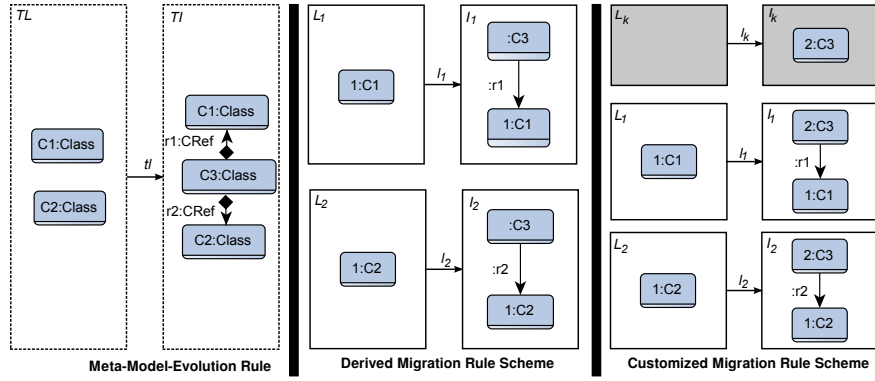 TL
C1:Class
C2:Class
tl
TI
C1:Class
r1:CRef
C3:Class
r2:CRef
C2:Class
Meta-Model-Evolution Rule
L1
1:C1
l1
I1
:C3
:r1
1:C1
L2
1:C2
l2
I2
:C3
:r2
1:C2
Derived Migration Rule Scheme
Lk
lk
Ik
2:C3
L1
1:C1
l1
I1
2:C3
:r1
1:C1
L2
1:C2
l2
I2
2:C3
:r2
1:C2
Customized Migration Rule Scheme